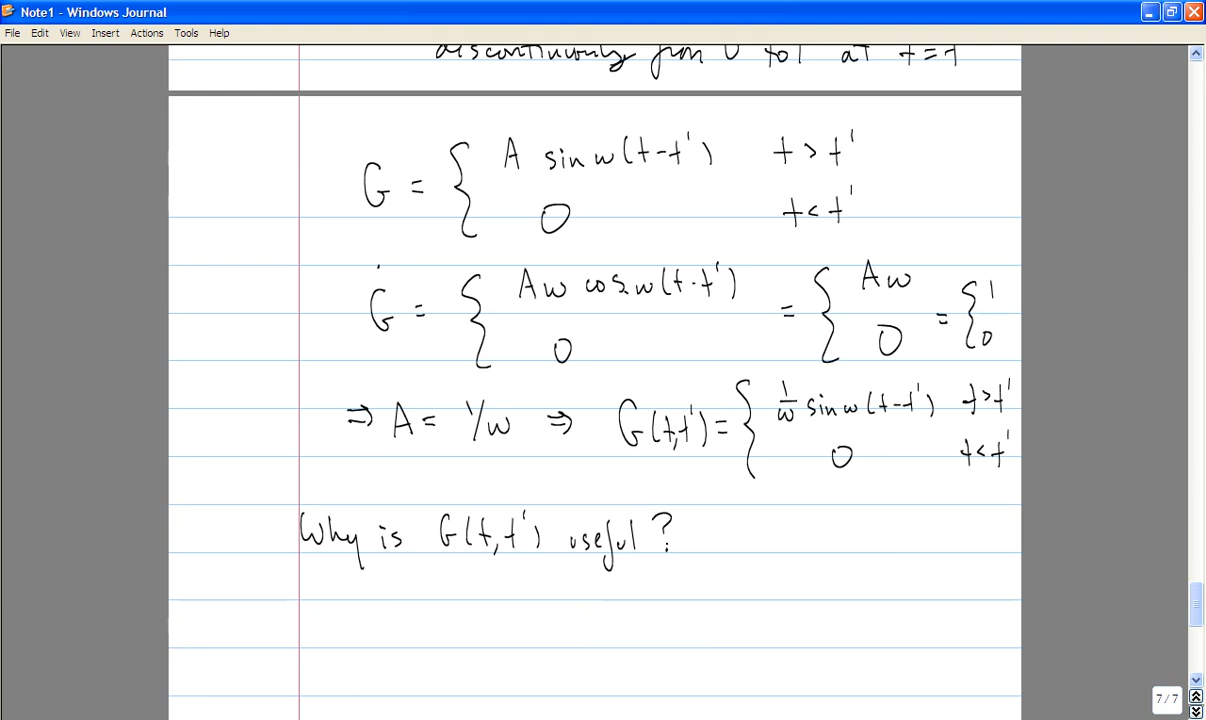 Note1 - Windows Journal
File Edit View Insert Actions Tools Help
discontinuously from 0 to 1 at t = t
G = { A sin ω(t-t') t > t'
0 t < t'
Ġ = { Aω cos ω(t-t') = { Aω = { 1
0 0 0
⇒ A = 1/ω ⇒ G(t,t') = { 1/ω sin ω(t-t') t>t'
0 t<t'
Why is G(t,t') useful?
7 / 7